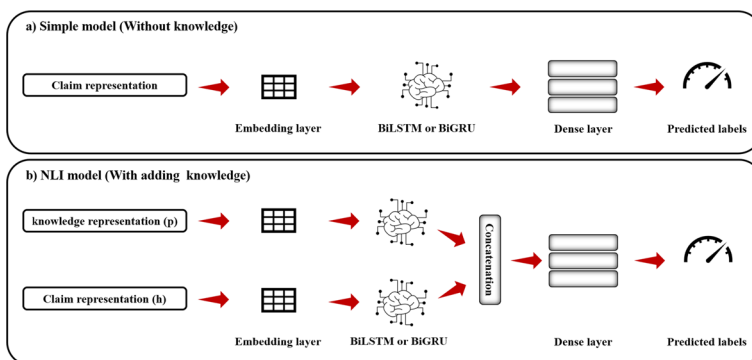 a) Simple model (Without knowledge)
Claim representation
Embedding layer
BiLSTM or BiGRU
Dense layer
Predicted labels
b) NLI model (With adding knowledge)
knowledge representation (p)
Concatenation
Claim representation (h)
Embedding layer
BiLSTM or BiGRU
Dense layer
Predicted labels